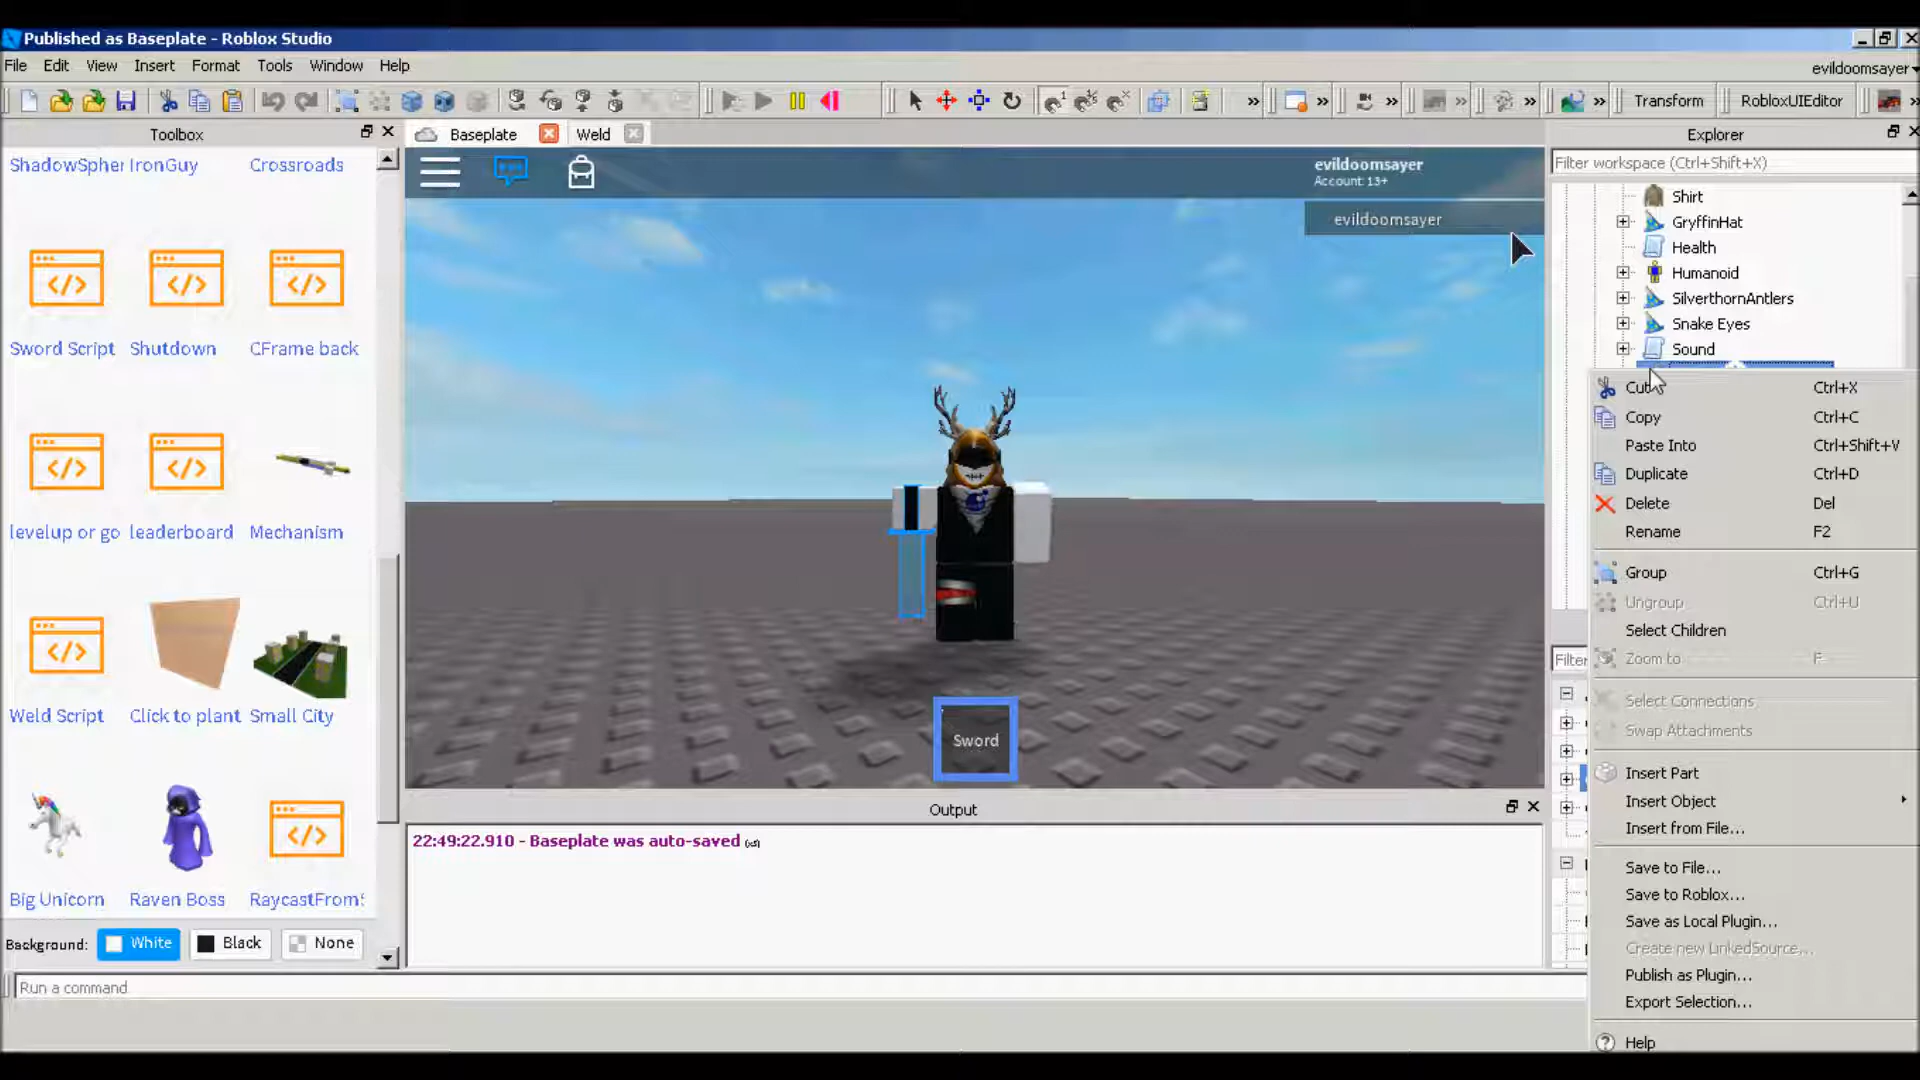 Published as Baseplate - Roblox Studio
File Edit View Insert Format Tools Window Help
evildoomsayer
Transform RobloxUIEditor
Toolbox
Baseplate Weld
Explorer
Filter workspace (Ctrl+Shift+X)
ShadowSpher IronGuy Crossroads
Sword Script Shutdown CFrame back
levelup or go leaderboard Mechanism
Weld Script Click to plant Small City
Big Unicorn Raven Boss RaycastFrom
Background: White Black None
evildoomsayer
Account: 13+
evildoomsayer
Sword
Output
22:49:22.910 - Baseplate was auto-saved
Run a command
Shirt
GryffinHat
Health
Humanoid
SilverthornAntlers
Snake Eyes
Sound
Filter
Cut Ctrl+X
Copy Ctrl+C
Paste Into Ctrl+Shift+V
Duplicate Ctrl+D
Delete Del
Rename F2
Group Ctrl+G
Ungroup Ctrl+U
Select Children
Zoom to F
Select Connections
Swap Attachments
Insert Part
Insert Object
Insert from File...
Save to File...
Save to Roblox...
Save as Local Plugin...
Create new LinkedSource...
Publish as Plugin...
Export Selection...
Help